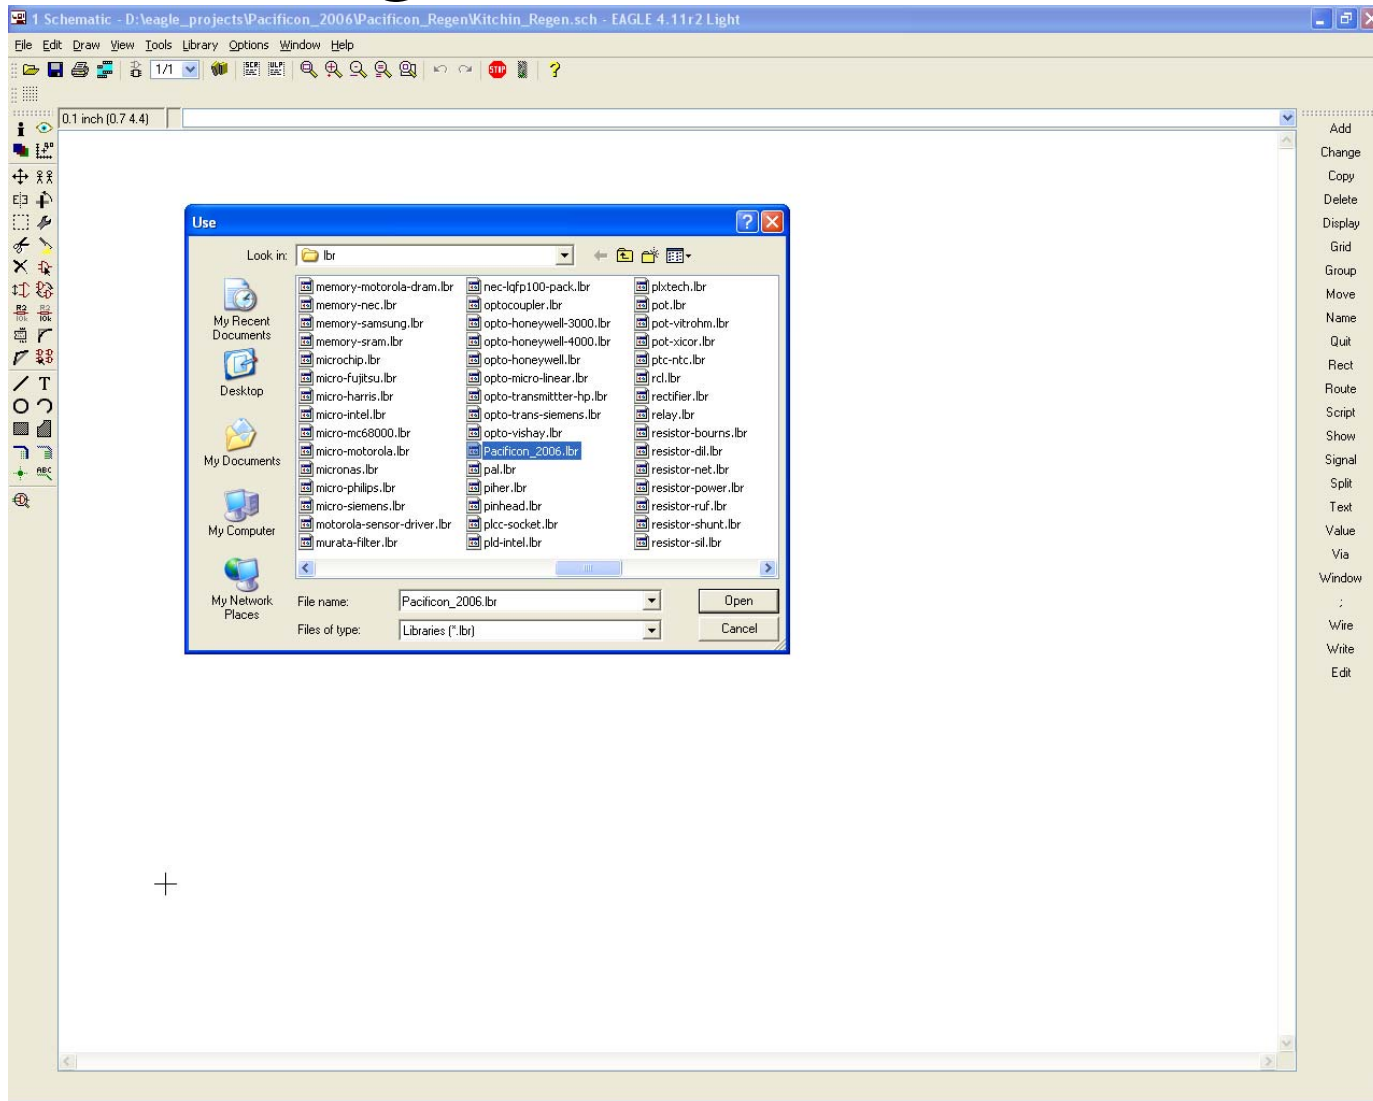 1 Schematic - D:\eagle_projects\Pacificon_2006\Pacificon_Regen\Kitchin_Regen.sch - EAGLE 4.11r2 Light
File Edit Draw View Tools Library Options Window Help
1/1
0.1 inch (0.7 4.4)
Use
Look in: lbr
My Recent Documents
Desktop
My Documents
My Computer
My Network Places
memory-motorola-dram.lbr
memory-nec.lbr
memory-samsung.lbr
memory-sram.lbr
microchip.lbr
micro-fujitsu.lbr
micro-harris.lbr
micro-intel.lbr
micro-mc68000.lbr
micro-motorola.lbr
micronas.lbr
micro-philips.lbr
micro-siemens.lbr
motorola-sensor-driver.lbr
murata-filter.lbr
nec-lqfp100-pack.lbr
optocoupler.lbr
opto-honeywell-3000.lbr
opto-honeywell-4000.lbr
opto-honeywell.lbr
opto-micro-linear.lbr
opto-transmittter-hp.lbr
opto-trans-siemens.lbr
opto-vishay.lbr
Pacificon_2006.lbr
pal.lbr
piher.lbr
pinhead.lbr
plcc-socket.lbr
pld-intel.lbr
plxtech.lbr
pot.lbr
pot-vitrohm.lbr
pot-xicor.lbr
ptc-ntc.lbr
rcl.lbr
rectifier.lbr
relay.lbr
resistor-bourns.lbr
resistor-dil.lbr
resistor-net.lbr
resistor-power.lbr
resistor-ruf.lbr
resistor-shunt.lbr
resistor-sil.lbr
File name: Pacificon_2006.lbr Open
Files of type: Libraries (*.lbr) Cancel
Add
Change
Copy
Delete
Display
Grid
Group
Move
Name
Quit
Rect
Route
Script
Show
Signal
Split
Text
Value
Via
Window
;
Wire
Write
Edit